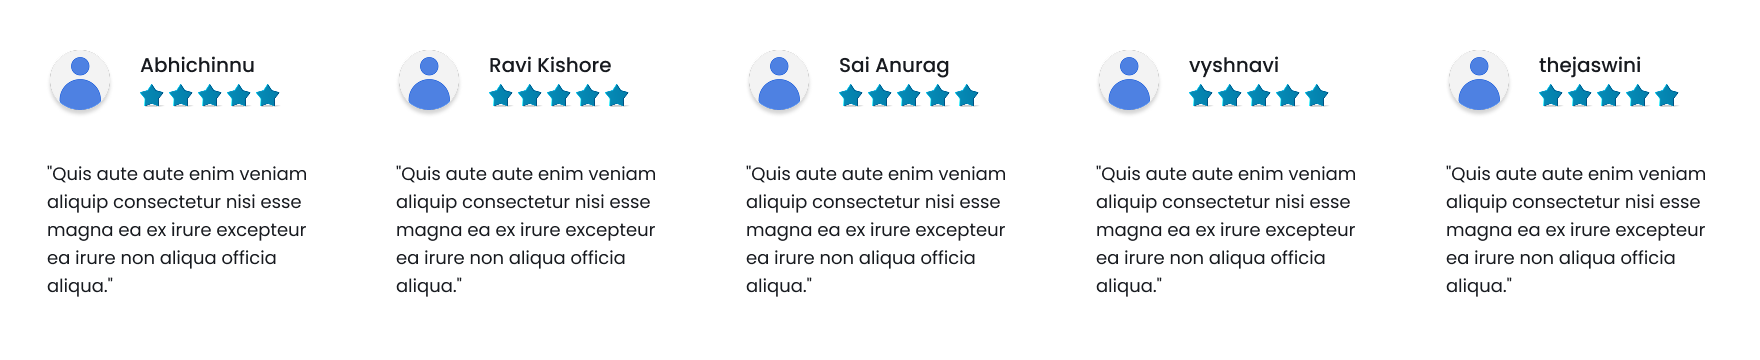 Abhichinnu
"Quis aute aute enim veniam
aliquip consectetur nisi esse
magna ea ex irure excepteur
ea irure non aliqua officia
aliqua."
Ravi Kishore
"Quis aute aute enim veniam
aliquip consectetur nisi esse
magna ea ex irure excepteur
ea irure non aliqua officia
aliqua."
Sai Anurag
"Quis aute aute enim veniam
aliquip consectetur nisi esse
magna ea ex irure excepteur
ea irure non aliqua officia
aliqua."
vyshnavi
"Quis aute aute enim veniam
aliquip consectetur nisi esse
magna ea ex irure excepteur
ea irure non aliqua officia
aliqua."
thejaswini
"Quis aute aute enim veniam
aliquip consectetur nisi esse
magna ea ex irure excepteur
ea irure non aliqua officia
aliqua."